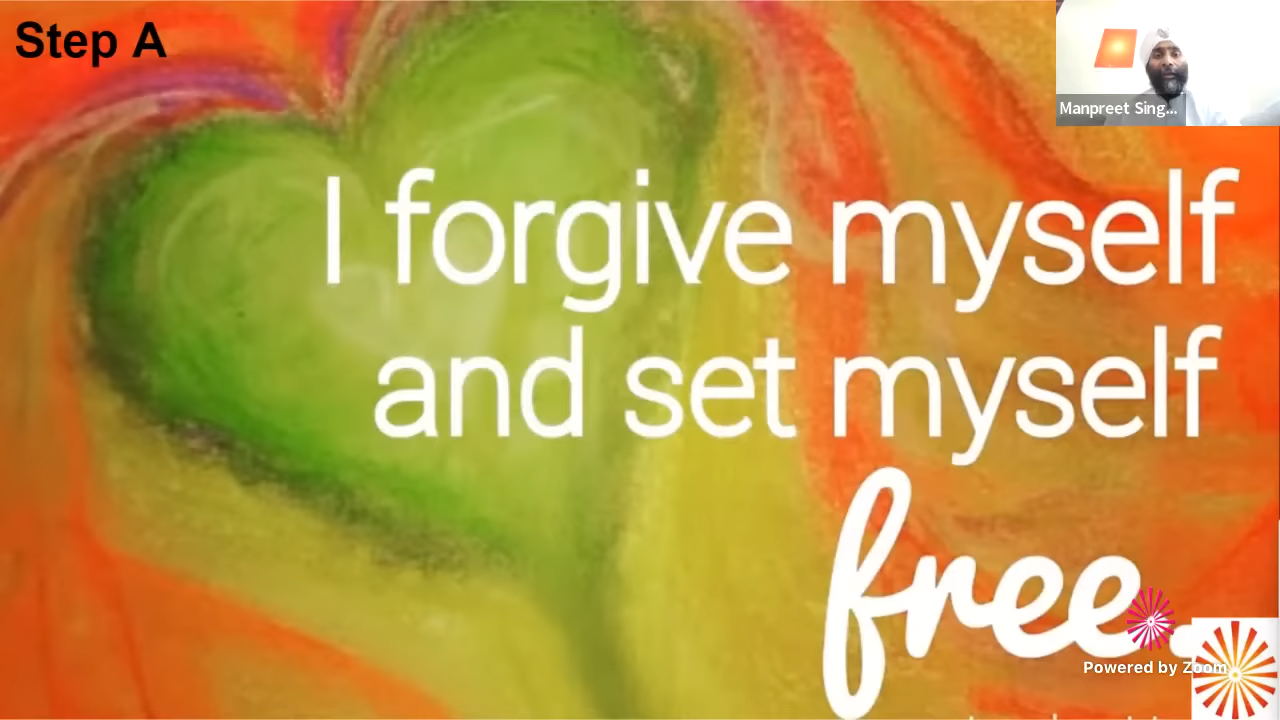 Step A
Manpreet Sing...
I forgive myself
and set myself
free.
Powered by Zoom